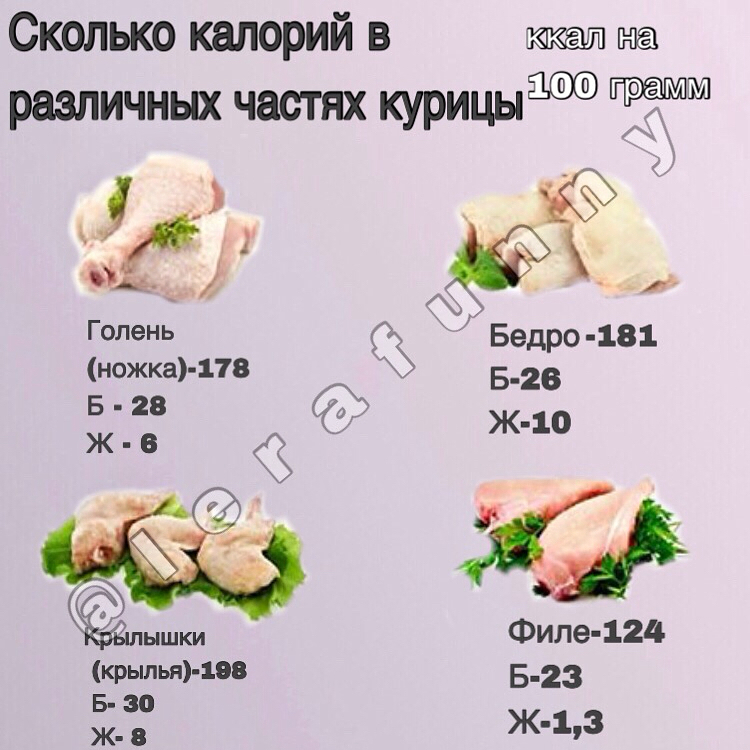 Сколько калорий в
различных частях курицы
ккал на
100 грамм
Голень
(ножка)-178
Б - 28
Ж - 6
Бедро -181
Б-26
Ж-10
Крылышки
(крылья)-198
Б- 30
Ж- 8
Филе-124
Б-23
Ж-1,3
@lerafunny